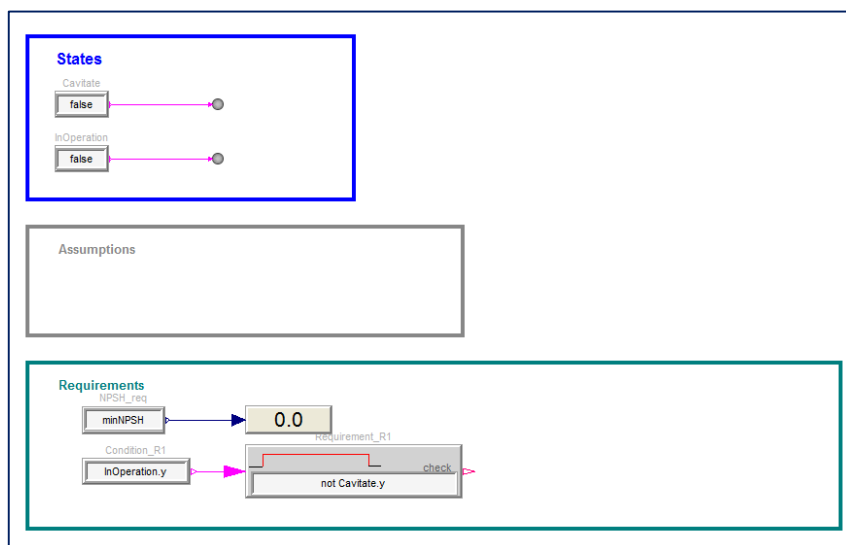 States
Cavitate
false
InOperation
false
Assumptions
Requirements
NPSH_req
minNPSH
0.0
Condition_R1
InOperation.y
Requirement_R1
check
not Cavitate.y